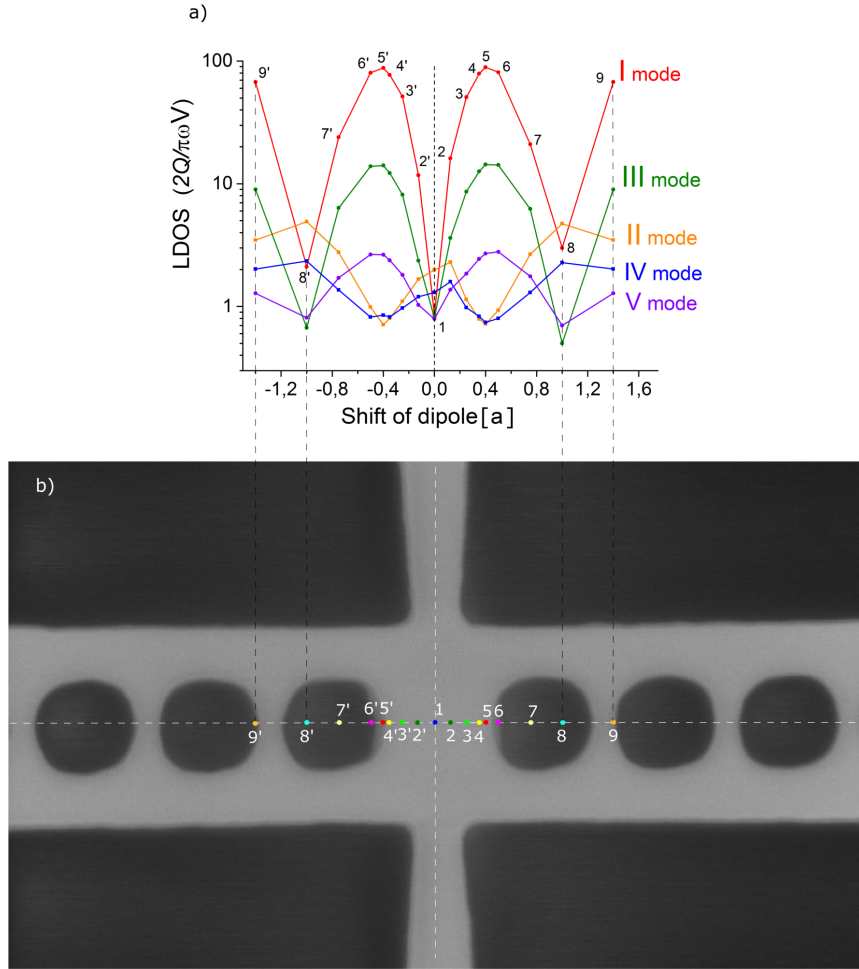 a)
LDOS (2Q/πωV)
100
10
1
9'
8'
7'
6'
5'
4'
3'
2'
1
2
3
4
5
6
7
8
9
I mode
III mode
II mode
IV mode
V mode
-1,2 -0,8 -0,4 0,0 0,4 0,8 1,2 1,6
Shift of dipole [a]
b)
7' 6' 5' 1 5 6 7
9' 8' 4' 3' 2' 2 3 4 8 9